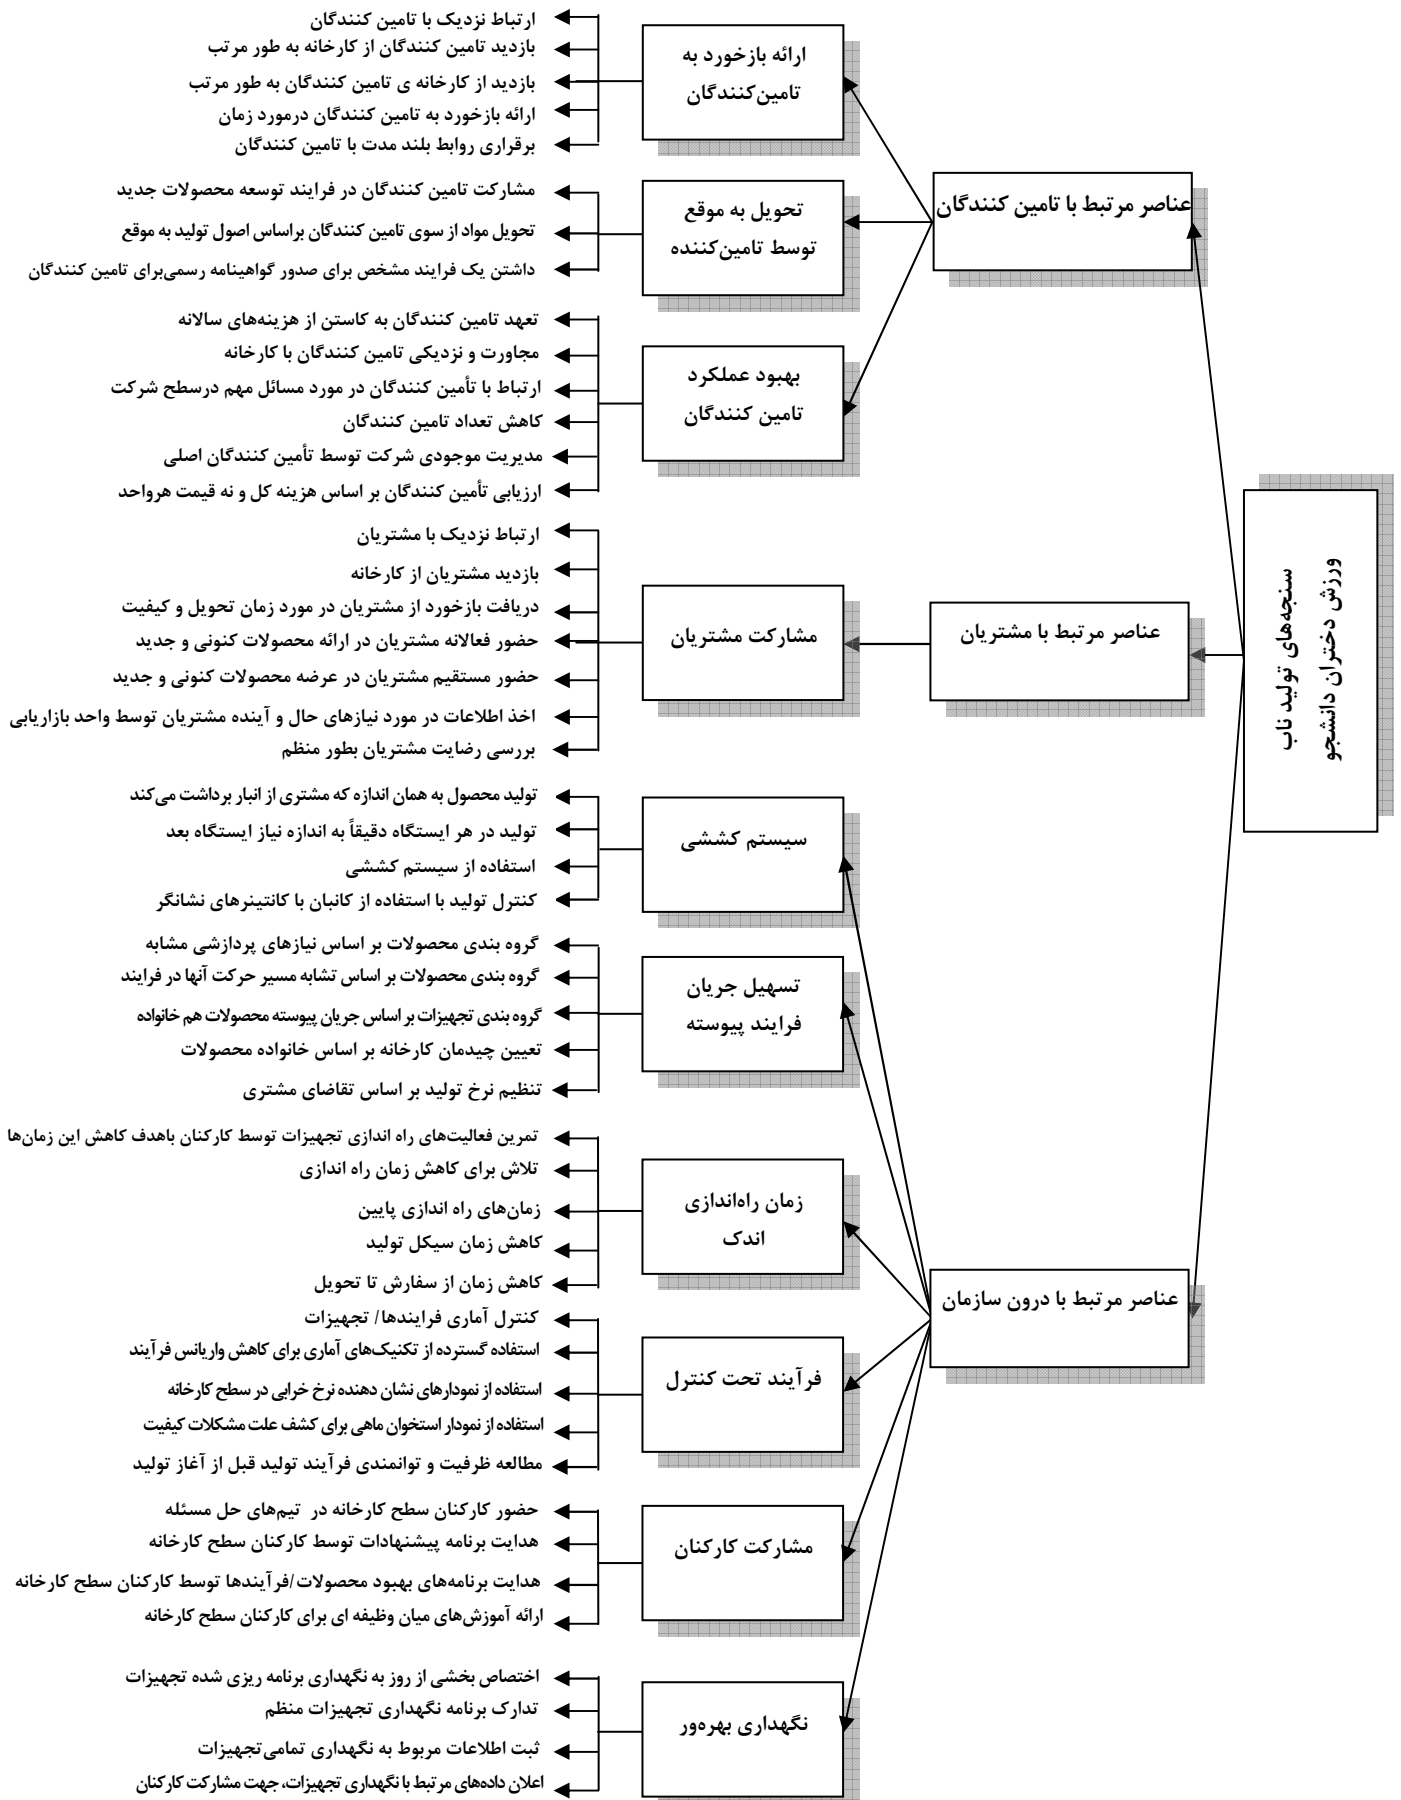 سنجه‌های تولید ناب
ورزش دختران دانشجو
عناصر مرتبط با تامین کنندگان
ارائه بازخورد به
تامین‌کنندگان
ارتباط نزدیک با تامین کنندگان
بازدید تامین کنندگان از کارخانه به طور مرتب
بازدید از کارخانه ی تامین کنندگان به طور مرتب
ارائه بازخورد به تامین کنندگان درمورد زمان
برقراری روابط بلند مدت با تامین کنندگان
تحویل به موقع
توسط تامین‌کننده
مشارکت تامین کنندگان در فرایند توسعه محصولات جدید
تحویل مواد از سوی تامین کنندگان براساس اصول تولید به موقع
داشتن یک فرایند مشخص برای صدور گواهینامه رسمی‌برای تامین کنندگان
بهبود عملکرد
تامین کنندگان
تعهد تامین کنندگان به کاستن از هزینه‌های سالانه
مجاورت و نزدیکی تامین کنندگان با کارخانه
ارتباط با تأمین کنندگان در مورد مسائل مهم درسطح شرکت
کاهش تعداد تامین کنندگان
مدیریت موجودی شرکت توسط تأمین کنندگان اصلی
ارزیابی تأمین کنندگان بر اساس هزینه کل و نه قیمت هرواحد
عناصر مرتبط با مشتریان
مشارکت مشتریان
ارتباط نزدیک با مشتریان
بازدید مشتریان از کارخانه
دریافت بازخورد از مشتریان در مورد زمان تحویل و کیفیت
حضور فعالانه مشتریان در ارائه محصولات کنونی و جدید
حضور مستقیم مشتریان در عرضه محصولات کنونی و جدید
اخذ اطلاعات در مورد نیازهای حال و آینده مشتریان توسط واحد بازاریابی
بررسی رضایت مشتریان بطور منظم
عناصر مرتبط با درون سازمان
سیستم کششی
تولید محصول به همان اندازه که مشتری از انبار برداشت می‌کند
تولید در هر ایستگاه دقیقاً به اندازه نیاز ایستگاه بعد
استفاده از سیستم کششی
کنترل تولید با استفاده از کانبان با کانتینرهای نشانگر
تسهیل جریان
فرایند پیوسته
گروه بندی محصولات بر اساس نیازهای پردازشی مشابه
گروه بندی محصولات بر اساس تشابه مسیر حرکت آنها در فرایند
گروه بندی تجهیزات بر اساس جریان پیوسته محصولات هم خانواده
تعیین چیدمان کارخانه بر اساس خانواده محصولات
تنظیم نرخ تولید بر اساس تقاضای مشتری
زمان راه‌اندازی
اندک
تمرین فعالیت‌های راه اندازی تجهیزات توسط کارکنان باهدف کاهش این زمان‌ها
تلاش برای کاهش زمان راه اندازی
زمان‌های راه اندازی پایین
کاهش زمان سیکل تولید
کاهش زمان از سفارش تا تحویل
فرآیند تحت کنترل
کنترل آماری فرایندها/ تجهیزات
استفاده گسترده از تکنیک‌های آماری برای کاهش واریانس فرآیند
استفاده از نمودارهای نشان دهنده نرخ خرابی در سطح کارخانه
استفاده از نمودار استخوان ماهی برای کشف علت مشکلات کیفیت
مطالعه ظرفیت و توانمندی فرآیند تولید قبل از آغاز تولید
مشارکت کارکنان
حضور کارکنان سطح کارخانه در تیم‌های حل مسئله
هدایت برنامه پیشنهادات توسط کارکنان سطح کارخانه
هدایت برنامه‌های بهبود محصولات/فرآیندها توسط کارکنان سطح کارخانه
ارائه آموزش‌های میان وظیفه ای برای کارکنان سطح کارخانه
نگهداری بهره‌ور
اختصاص بخشی از روز به نگهداری برنامه ریزی شده تجهیزات
تدارک برنامه نگهداری تجهیزات منظم
ثبت اطلاعات مربوط به نگهداری تمامی‌تجهیزات
اعلان داده‌های مرتبط با نگهداری تجهیزات، جهت مشارکت کارکنان